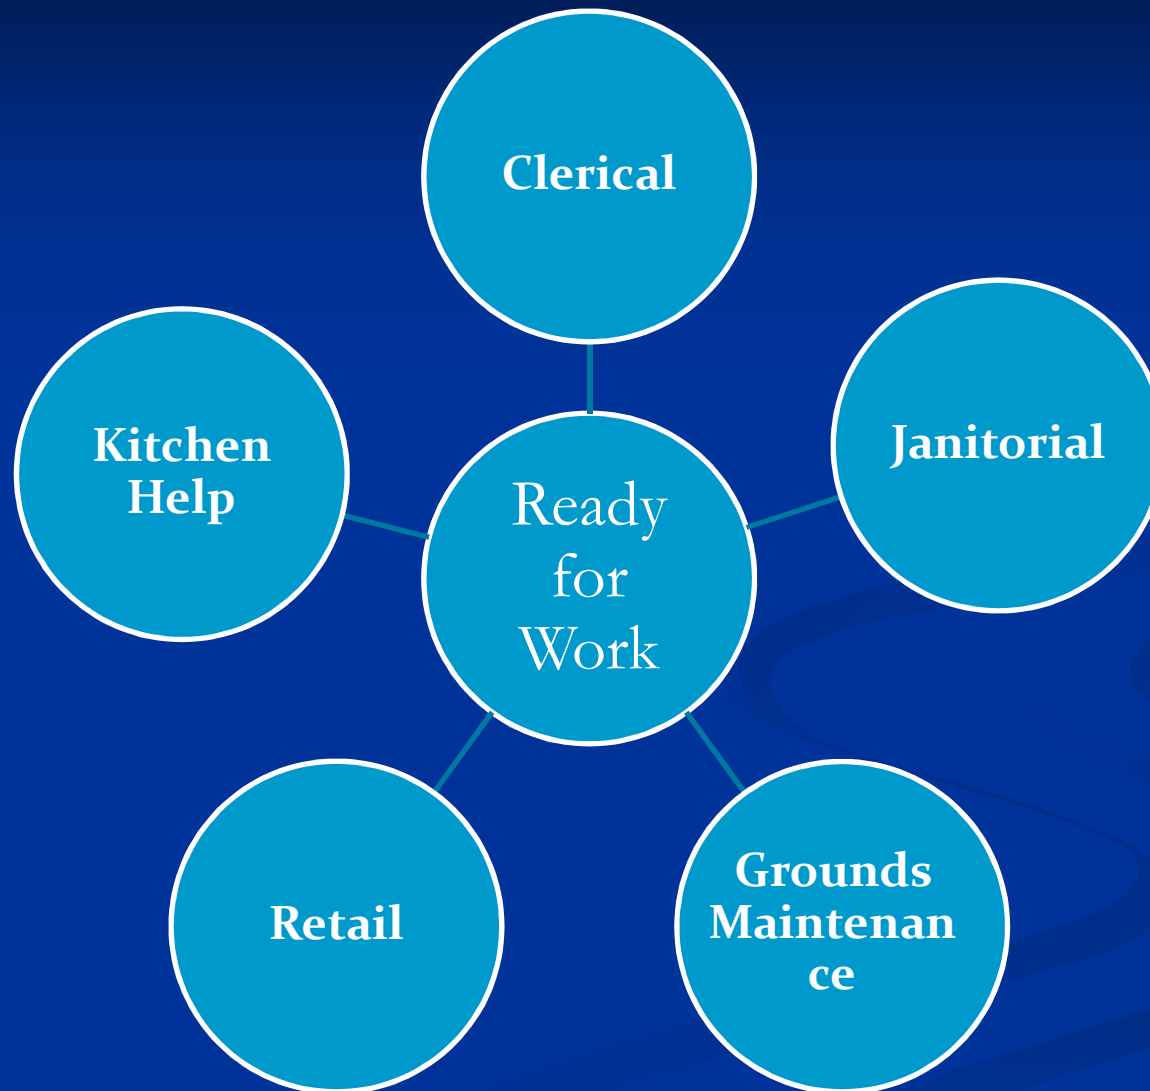 Clerical
Janitorial
Kitchen
Help
Ready
for
Work
Grounds
Maintenan
ce
Retail